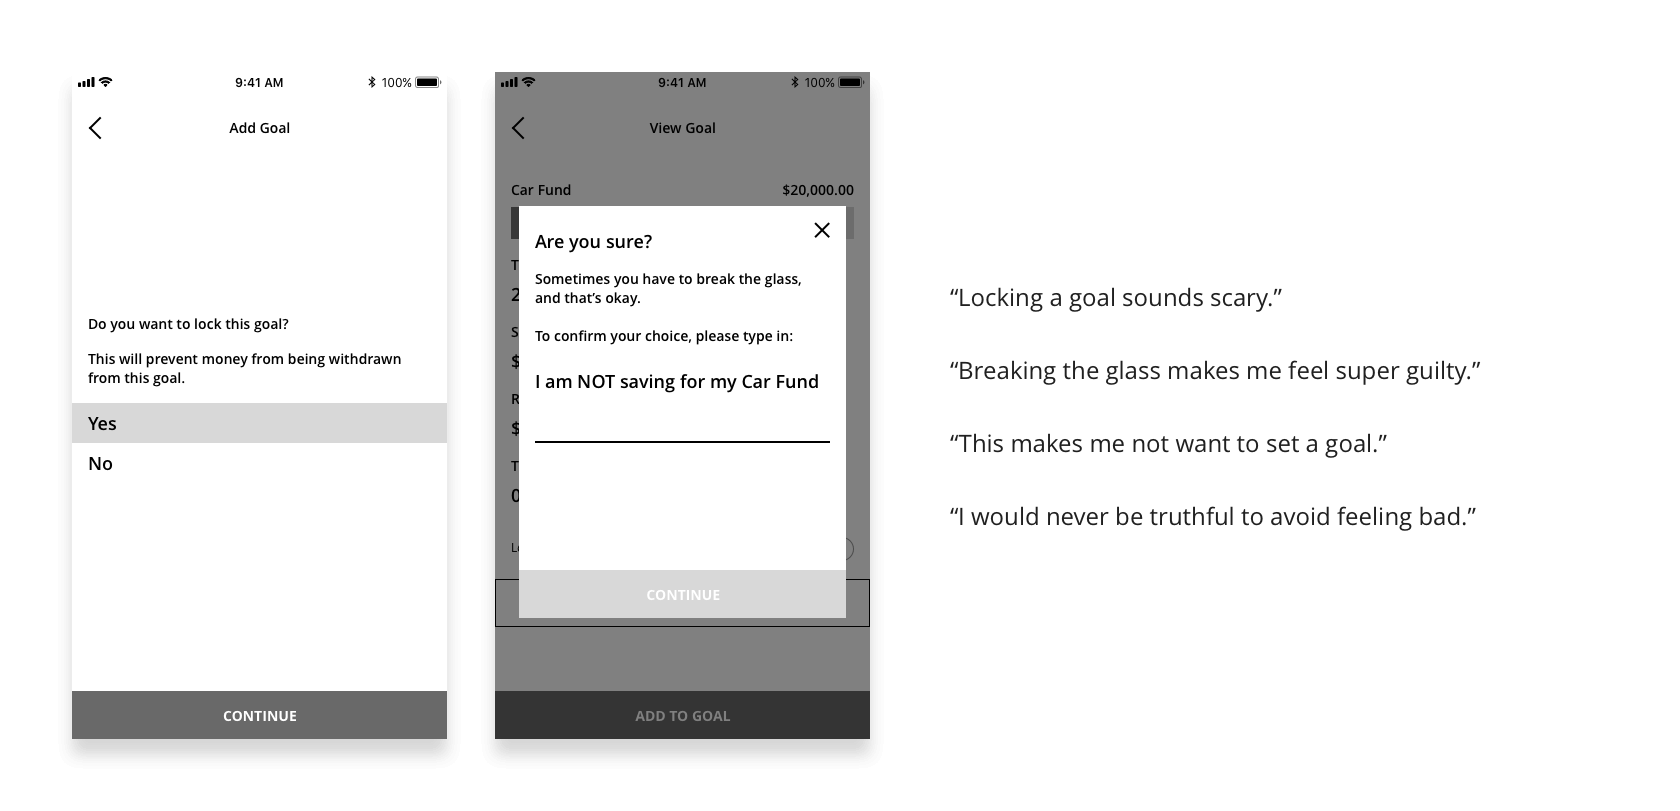 9:41 AM
100%
Add Goal
Do you want to lock this goal?
This will prevent money from being withdrawn
from this goal.
Yes
No
CONTINUE
9:41 AM
100%
View Goal
Car Fund
$20,000.00
Are you sure?
Sometimes you have to break the glass,
and that’s okay.
To confirm your choice, please type in:
I am NOT saving for my Car Fund
CONTINUE
ADD TO GOAL
“Locking a goal sounds scary.”
“Breaking the glass makes me feel super guilty.”
“This makes me not want to set a goal.”
“I would never be truthful to avoid feeling bad.”